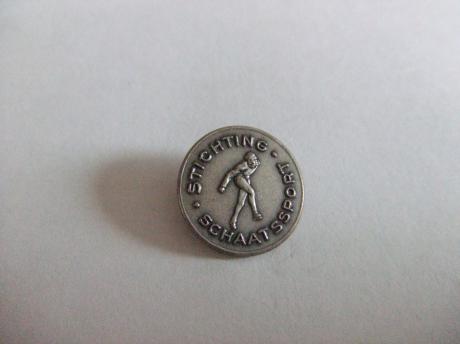 · STICHTING ·
SCHAATSSPORT